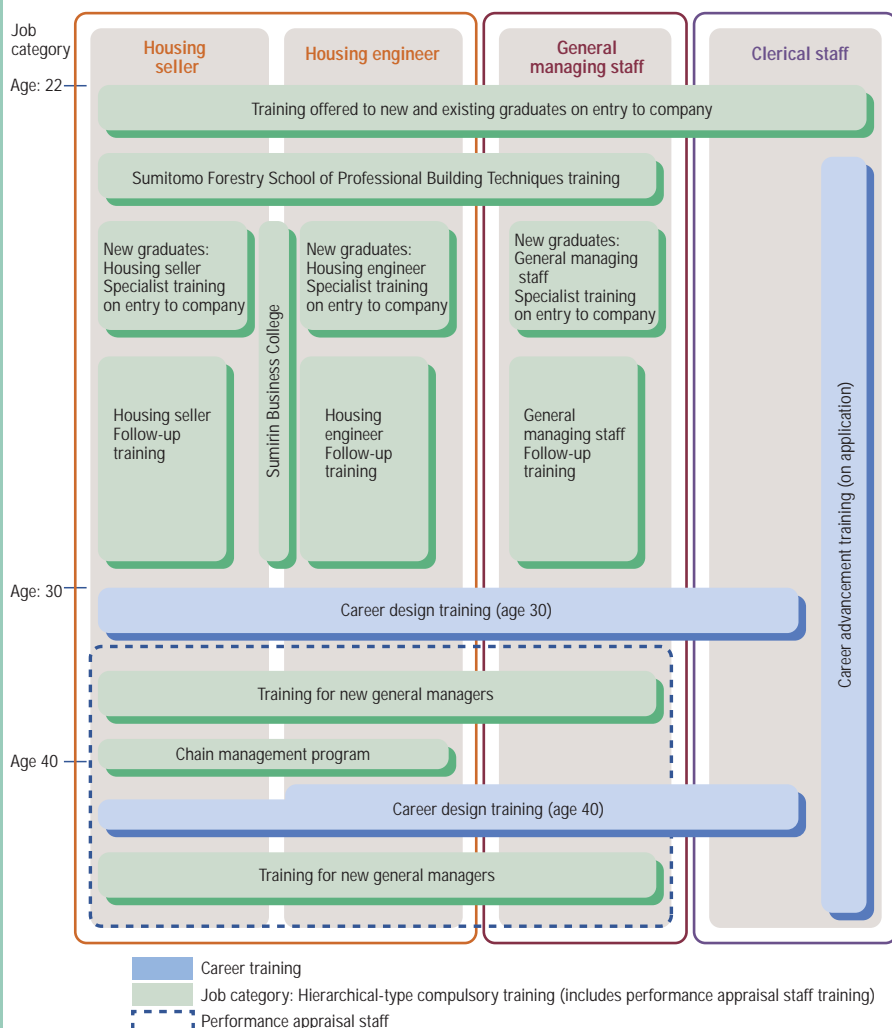 Job
category
Housing
seller
Housing engineer
General
managing staff
Clerical staff
Age: 22
Training offered to new and existing graduates on entry to company
Sumitomo Forestry School of Professional Building Techniques training
New graduates:
Housing seller
Specialist training
on entry to company
Sumirin Business College
New graduates:
Housing engineer
Specialist training
on entry to company
New graduates:
General managing
staff
Specialist training
on entry to company
Housing seller
Follow-up
training
Housing
engineer
Follow-up
training
General
managing staff
Follow-up
training
Career advancement training (on application)
Age: 30
Career design training (age 30)
Training for new general managers
Age 40
Chain management program
Career design training (age 40)
Training for new general managers
Career training
Job category: Hierarchical-type compulsory training (includes performance appraisal staff training)
Performance appraisal staff